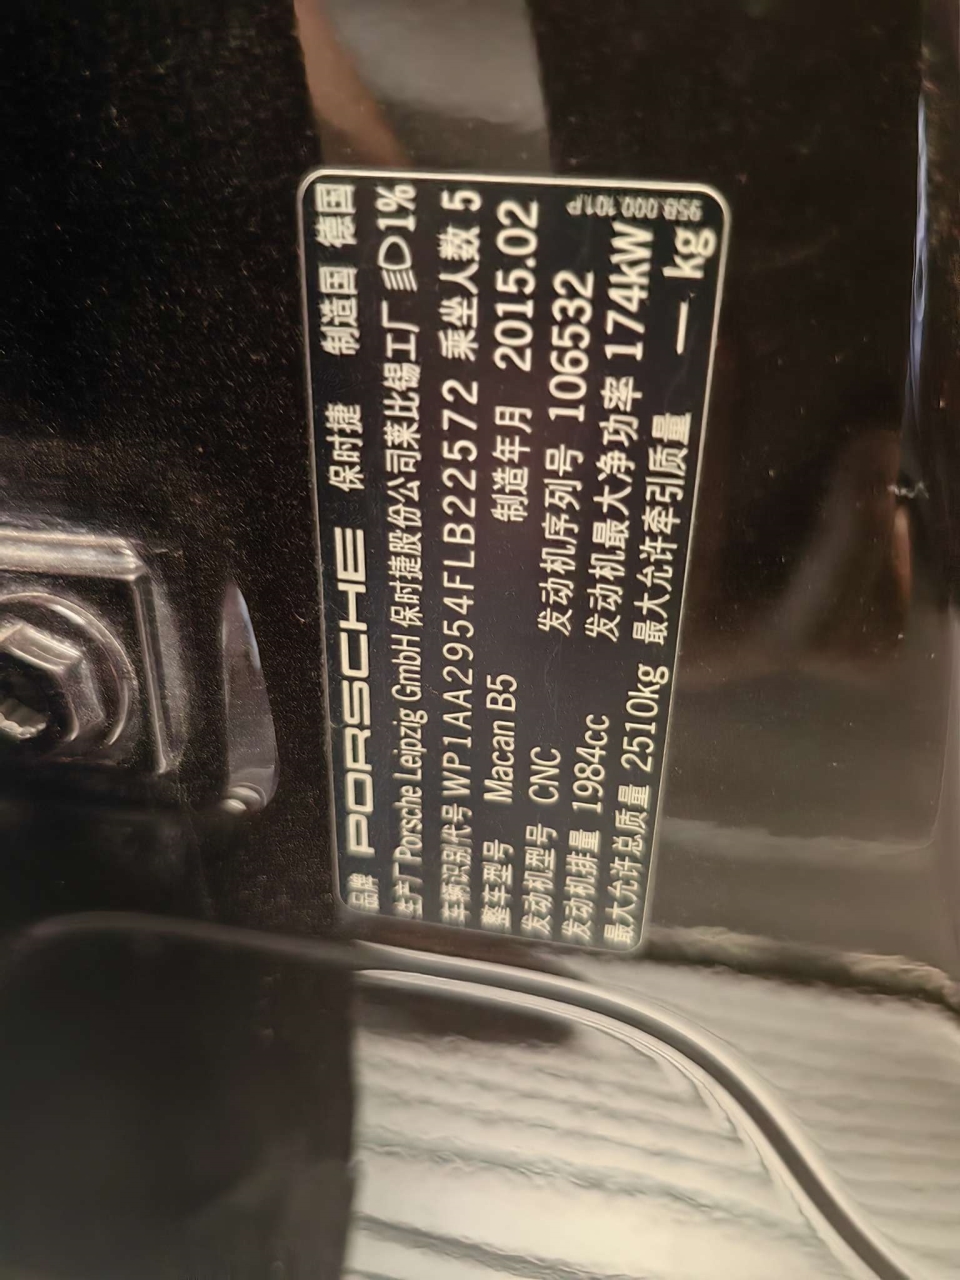 品牌 PORSCHE 保时捷 制造国 德国
生产厂 Porsche Leipzig GmbH 保时捷股份公司莱比锡工厂 1%
车辆识别代号 WP1AA2954FLB22572 乘坐人数 5
整车型号 Macan B5 制造年月 2015.02
发动机型号 CNC 发动机序列号 106532
发动机排量 1984cc 发动机最大净功率 174kW
最大允许总质量 2510kg 最大允许牵引质量 — kg
958.000.101.P